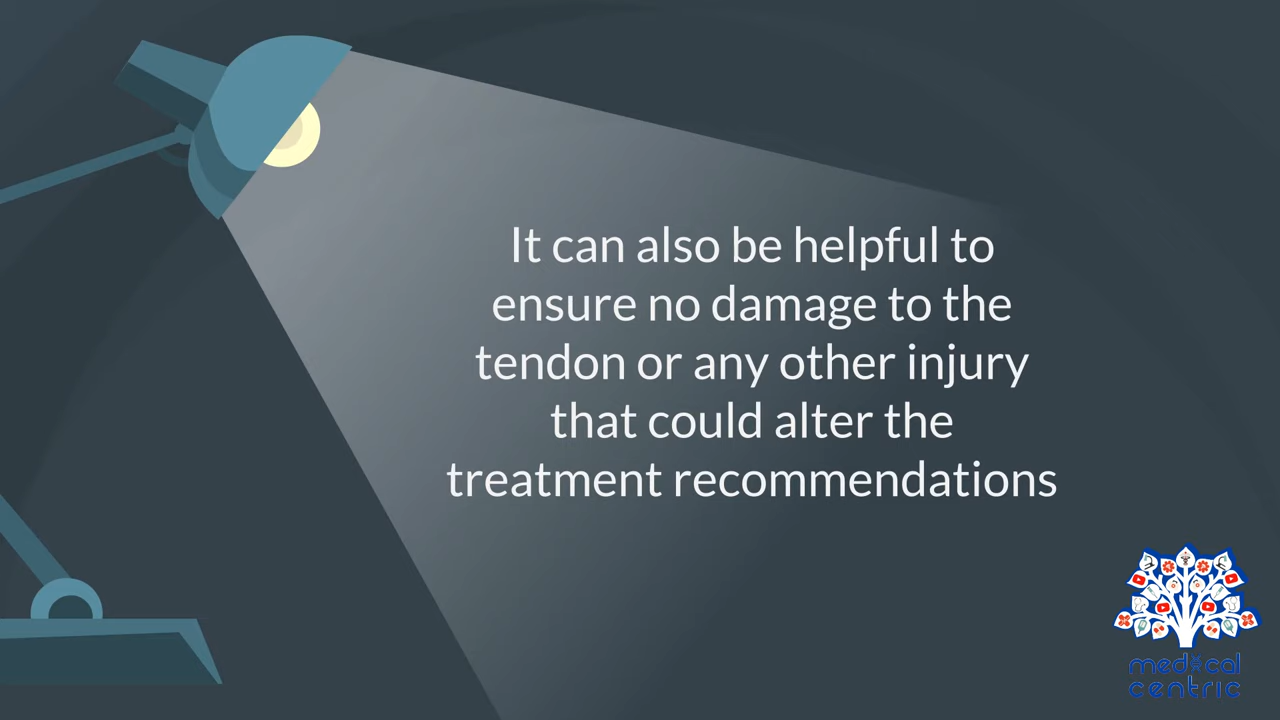 It can also be helpful to
ensure no damage to the
tendon or any other injury
that could alter the
treatment recommendations
medical
centric